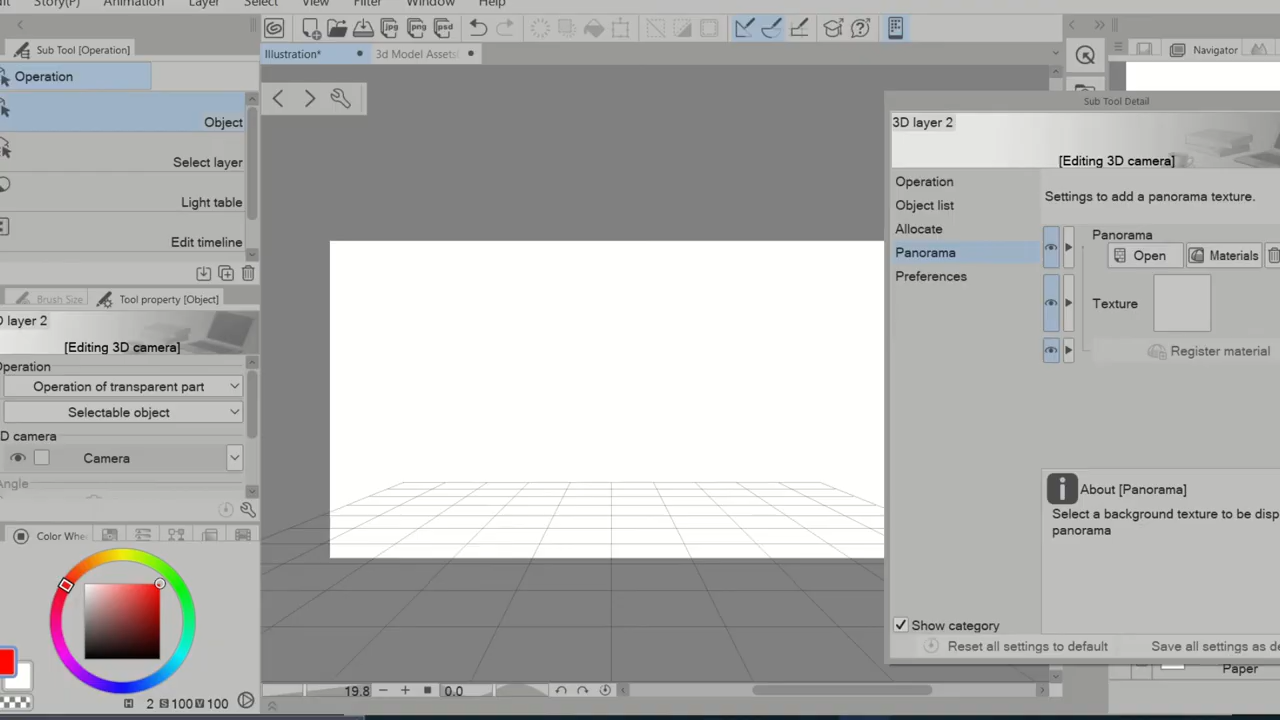 Story(P) Animation Layer Select View Filter Window Help
Sub Tool [Operation]
jpg png psd
Illustration* 3d Model Assets
Navigator
Operation
Object
Select layer
Light table
Edit timeline
Brush Size Tool property [Object]
D layer 2
[Editing 3D camera]
Operation
Operation of transparent part
Selectable object
D camera
Camera
Angle
Color Whe
H 2 S 100 V 100
19.8 0.0
Sub Tool Detail
3D layer 2
[Editing 3D camera]
Operation
Object list
Allocate
Panorama
Preferences
Settings to add a panorama texture.
Panorama
Open Materials
Texture
Register material
About [Panorama]
Select a background texture to be disp
panorama
Show category
Reset all settings to default Save all settings as de
Paper